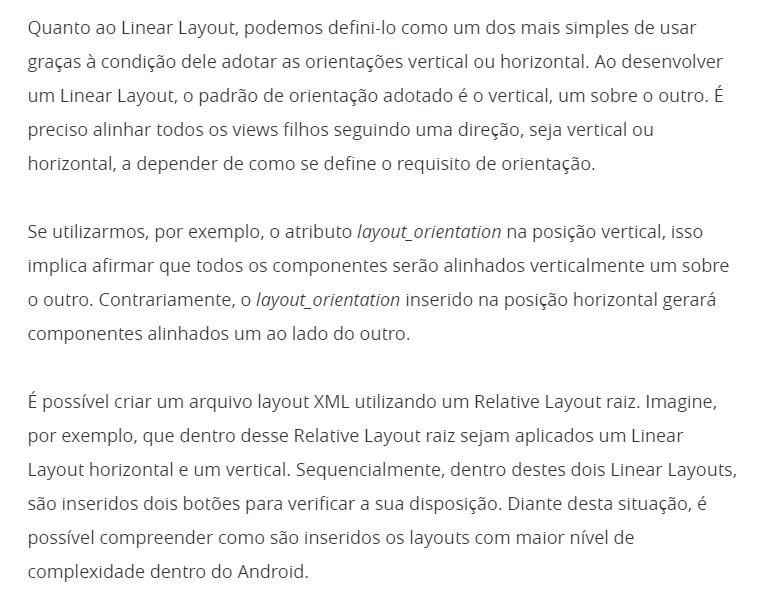 Quanto ao Linear Layout, podemos defini-lo como um dos mais simples de usar
graças à condição dele adotar as orientações vertical ou horizontal. Ao desenvolver
um Linear Layout, o padrão de orientação adotado é o vertical, um sobre o outro. É
preciso alinhar todos os views filhos seguindo uma direção, seja vertical ou
horizontal, a depender de como se define o requisito de orientação.
Se utilizarmos, por exemplo, o atributo layout_orientation na posição vertical, isso
implica afirmar que todos os componentes serão alinhados verticalmente um sobre
o outro. Contrariamente, o layout_orientation inserido na posição horizontal gerará
componentes alinhados um ao lado do outro.
É possível criar um arquivo layout XML utilizando um Relative Layout raiz. Imagine,
por exemplo, que dentro desse Relative Layout raiz sejam aplicados um Linear
Layout horizontal e um vertical. Sequencialmente, dentro destes dois Linear Layouts,
são inseridos dois botões para verificar a sua disposição. Diante desta situação, é
possível compreender como são inseridos os layouts com maior nível de
complexidade dentro do Android.